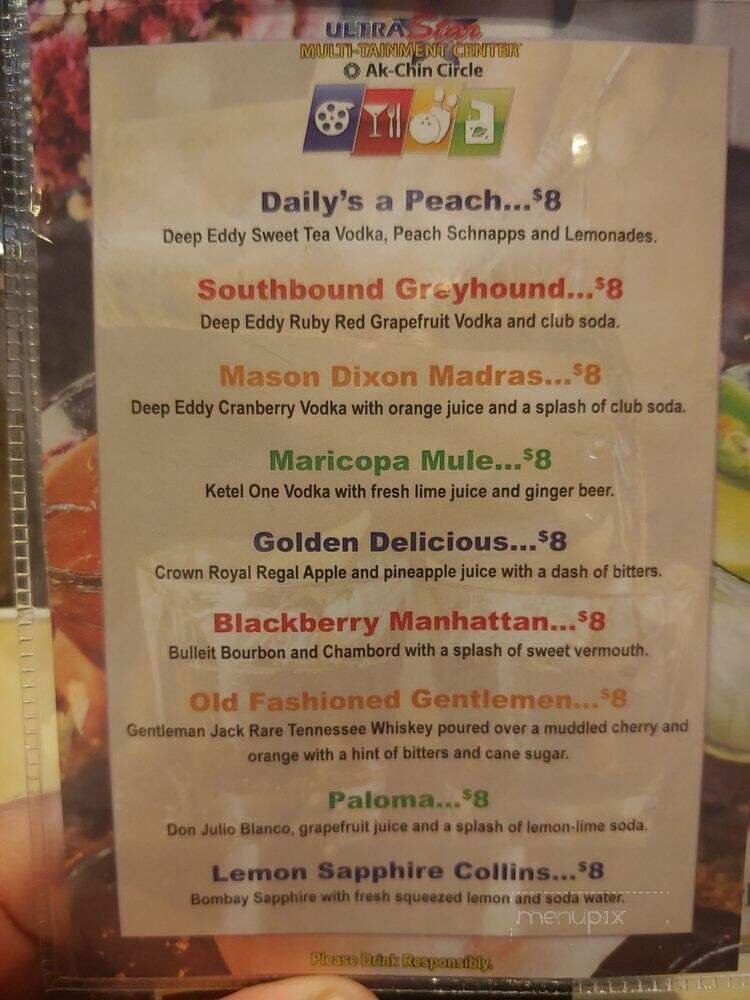 ULTRA Star
MULTI-TAINMENT CENTER
Ak-Chin Circle
Daily's a Peach...$8
Deep Eddy Sweet Tea Vodka, Peach Schnapps and Lemonades.
Southbound Greyhound...$8
Deep Eddy Ruby Red Grapefruit Vodka and club soda.
Mason Dixon Madras...$8
Deep Eddy Cranberry Vodka with orange juice and a splash of club soda.
Maricopa Mule...$8
Ketel One Vodka with fresh lime juice and ginger beer.
Golden Delicious...$8
Crown Royal Regal Apple and pineapple juice with a dash of bitters.
Blackberry Manhattan...$8
Bulleit Bourbon and Chambord with a splash of sweet vermouth.
Old Fashioned Gentlemen...$8
Gentleman Jack Rare Tennessee Whiskey poured over a muddled cherry and
orange with a hint of bitters and cane sugar.
Paloma...$8
Don Julio Blanco, grapefruit juice and a splash of lemon-lime soda.
Lemon Sapphire Collins...$8
Bombay Sapphire with fresh squeezed lemon and soda water.
menupix
Please Drink Responsibly.